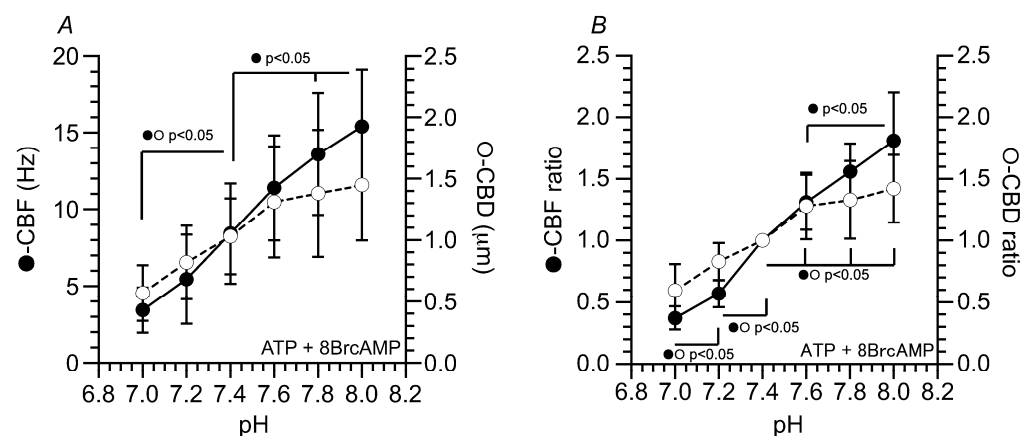 A
20
15
10
5
0
●-CBF (Hz)
2.5
2.0
1.5
1.0
0.5
0.0
O-CBD (μm)
● p<0.05
●O p<0.05
ATP + 8BrcAMP
6.8 7.0 7.2 7.4 7.6 7.8 8.0 8.2
pH
B
2.5
2.0
1.5
1.0
0.5
0.0
●-CBF ratio
2.5
2.0
1.5
1.0
0.5
0.0
O-CBD ratio
● p<0.05
●O p<0.05
●O p<0.05
●O p<0.05
ATP + 8BrcAMP
6.8 7.0 7.2 7.4 7.6 7.8 8.0 8.2
pH